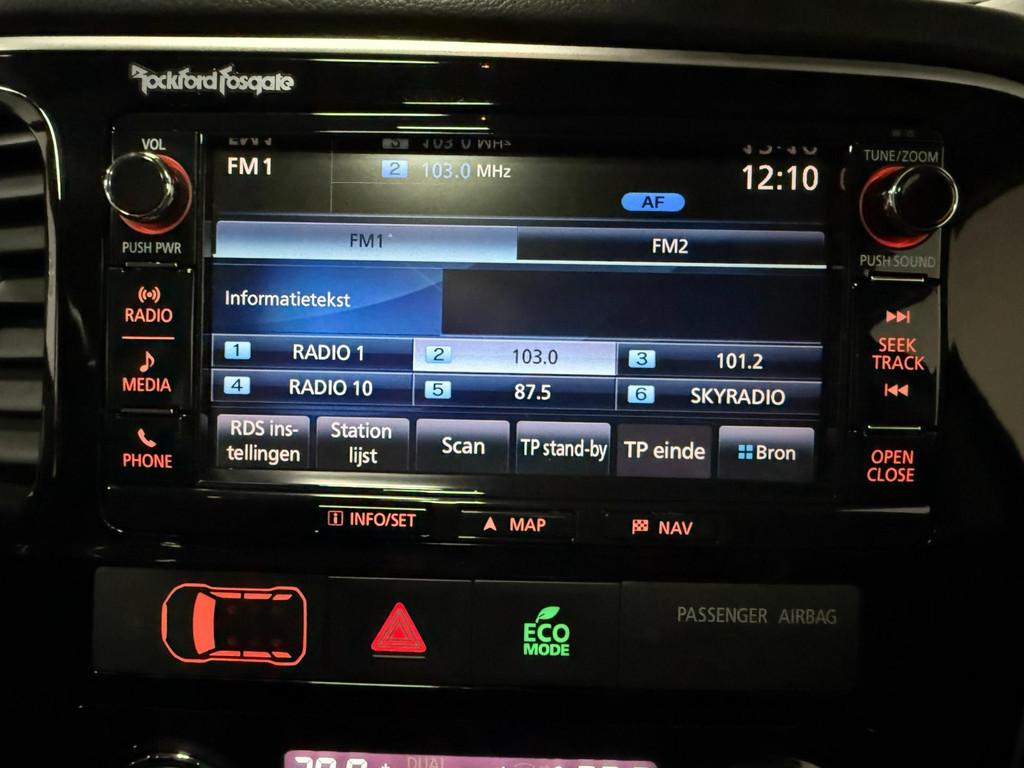 Rockford Fosgate
VOL
PUSH PWR
RADIO
MEDIA
PHONE
FM 1
2 103.0 MHz
12:10
AF
FM1
FM2
Informatietekst
1 RADIO 1
2 103.0
3 101.2
4 RADIO 10
5 87.5
6 SKYRADIO
RDS ins-
tellingen
Station
lijst
Scan
TP stand-by
TP einde
Bron
TUNE/ZOOM
PUSH SOUND
SEEK
TRACK
OPEN
CLOSE
INFO/SET
MAP
NAV
ECO
MODE
PASSENGER AIRBAG
DUAL